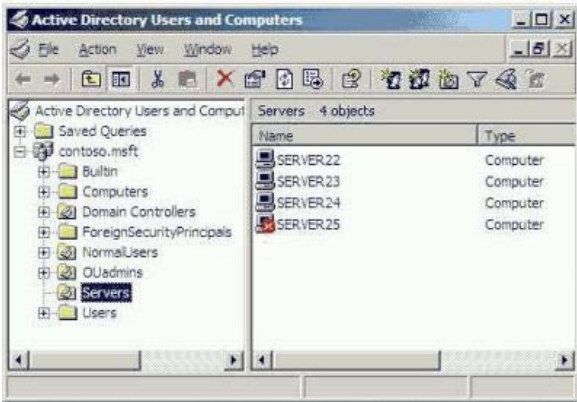 Active Directory Users and Computers
File Action View Window Help
Active Directory Users and Comput
Saved Queries
contoso.msft
Builtin
Computers
Domain Controllers
ForeignSecurityPrincipals
NormalUsers
OUadmins
Servers
Users
Servers 4 objects
Name Type
SERVER22 Computer
SERVER23 Computer
SERVER24 Computer
SERVER25 Computer